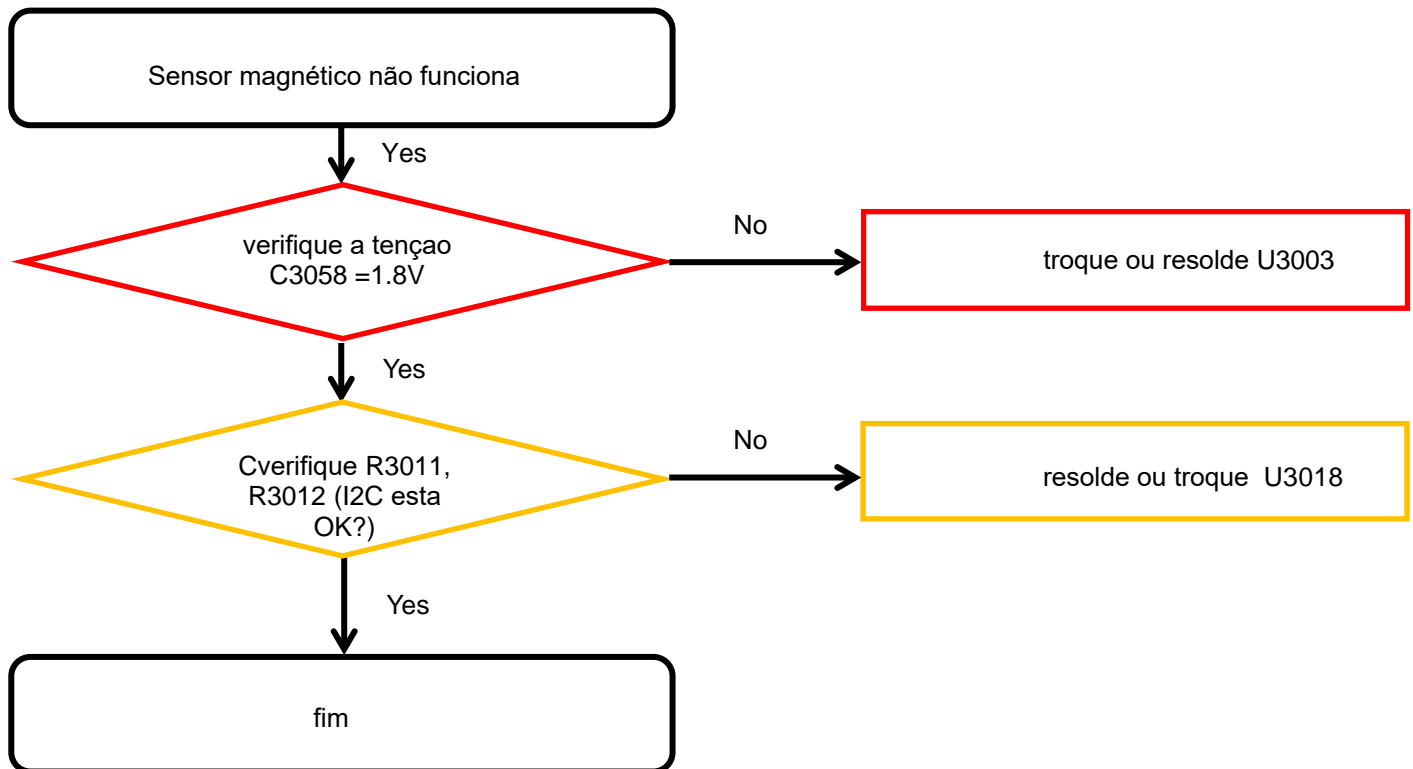 Sensor magnético não funciona
Yes
verifique a tençao
C3058 =1.8V
No
troque ou resolde U3003
Yes
Cverifique R3011,
R3012 (I2C esta
OK?)
No
resolde ou troque U3018
Yes
fim